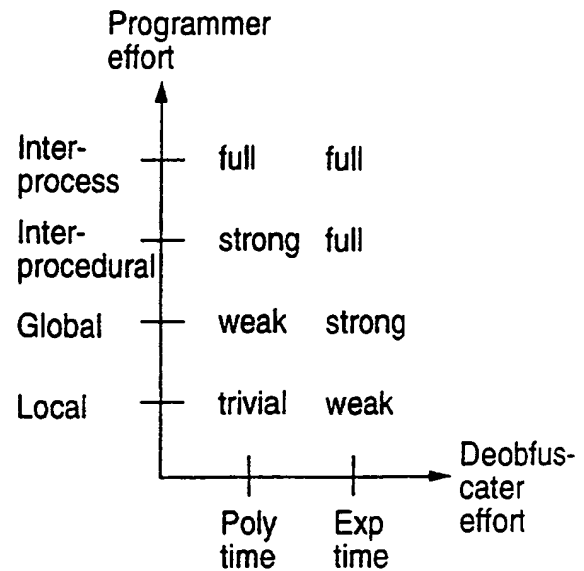 Programmer
effort
Inter-
process
full full
Inter-
procedural
strong full
Global weak strong
Local trivial weak
Deobfus-
cater
effort
Poly
time
Exp
time